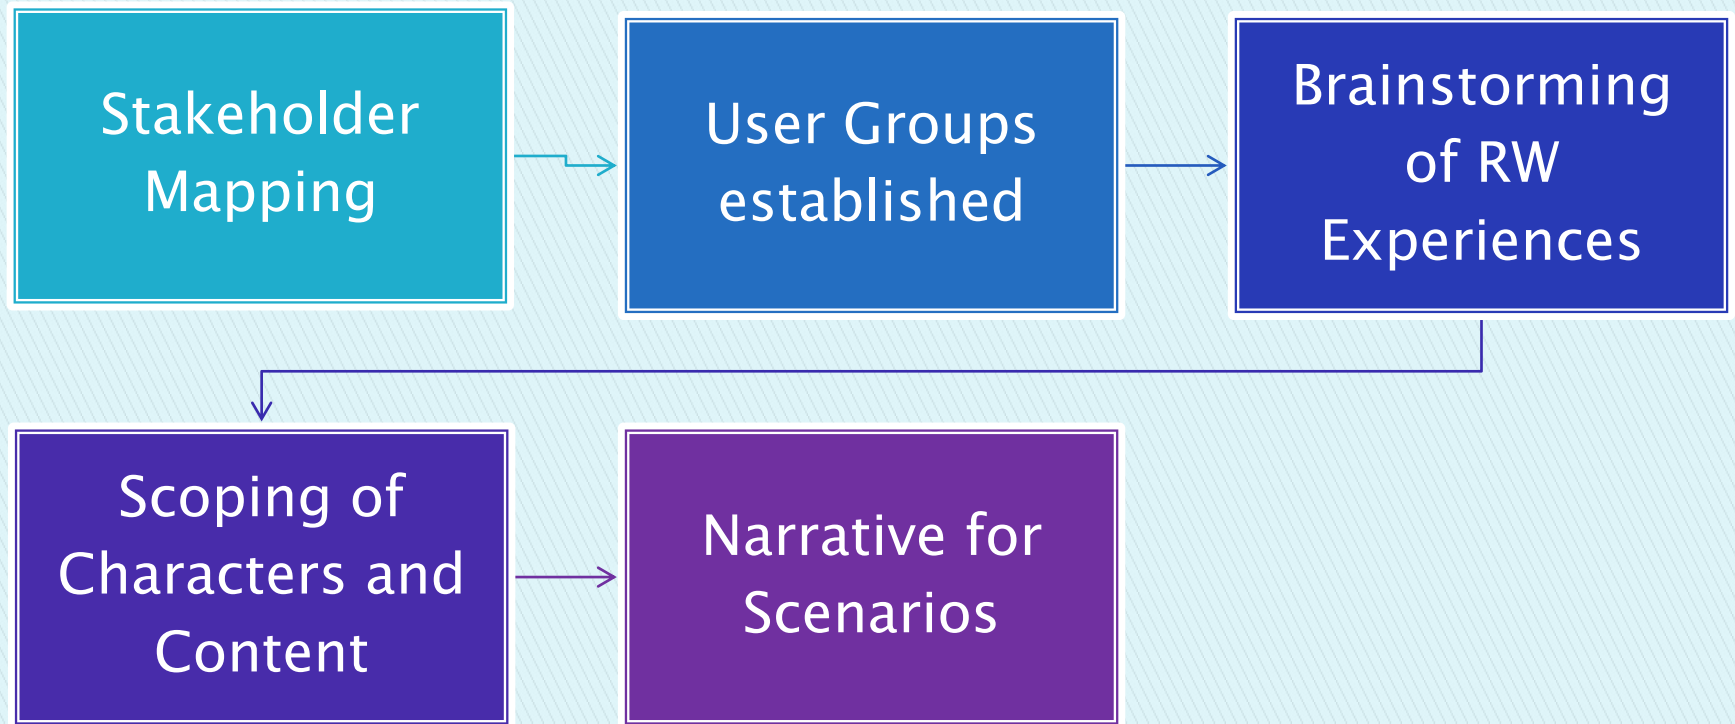 Stakeholder
Mapping
User Groups
established
Brainstorming
of RW
Experiences
Scoping of
Characters and
Content
Narrative for
Scenarios